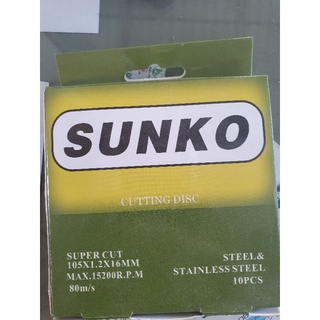 SUNKO
CUTTING DISC
SUPER CUT
105X1.2X16MM
MAX.15200R.P.M
80m/s
STEEL&
STAINLESS STEEL
10PCS